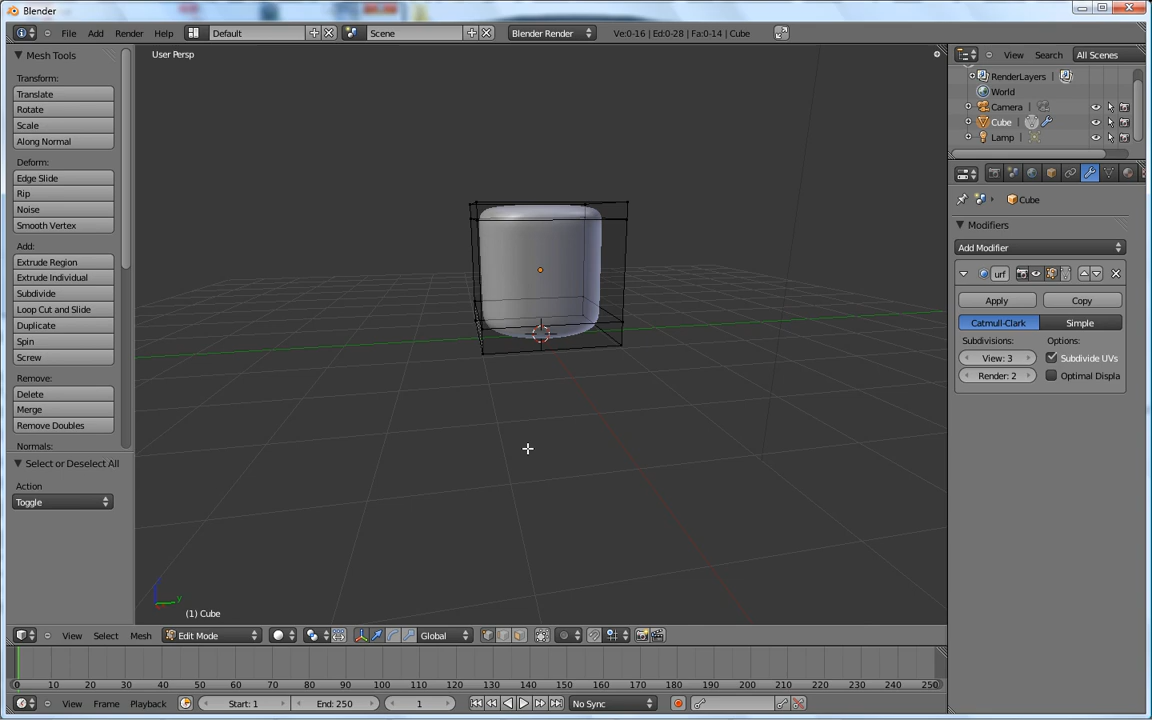 Blender
File Add Render Help Default Scene Blender Render Ve:0-16 | Ed:0-28 | Fa:0-14 | Cube
Mesh Tools
Transform:
Translate
Rotate
Scale
Along Normal
Deform:
Edge Slide
Rip
Noise
Smooth Vertex
Add:
Extrude Region
Extrude Individual
Subdivide
Loop Cut and Slide
Duplicate
Spin
Screw
Remove:
Delete
Merge
Remove Doubles
Normals:
Select or Deselect All
Action
Toggle
User Persp
y
(1) Cube
View Search All Scenes
RenderLayers |
World
Camera |
Cube |
Lamp |
Cube
Modifiers
Add Modifier
urf
Apply Copy
Catmull-Clark Simple
Subdivisions: Options:
View: 3 Subdivide UVs
Render: 2 Optimal Displa
View Select Mesh Edit Mode Global
0 10 20 30 40 50 60 70 80 90 100 110 120 130 140 150 160 170 180 190 200 210 220 230 240 250
View Frame Playback Start: 1 End: 250 1 No Sync